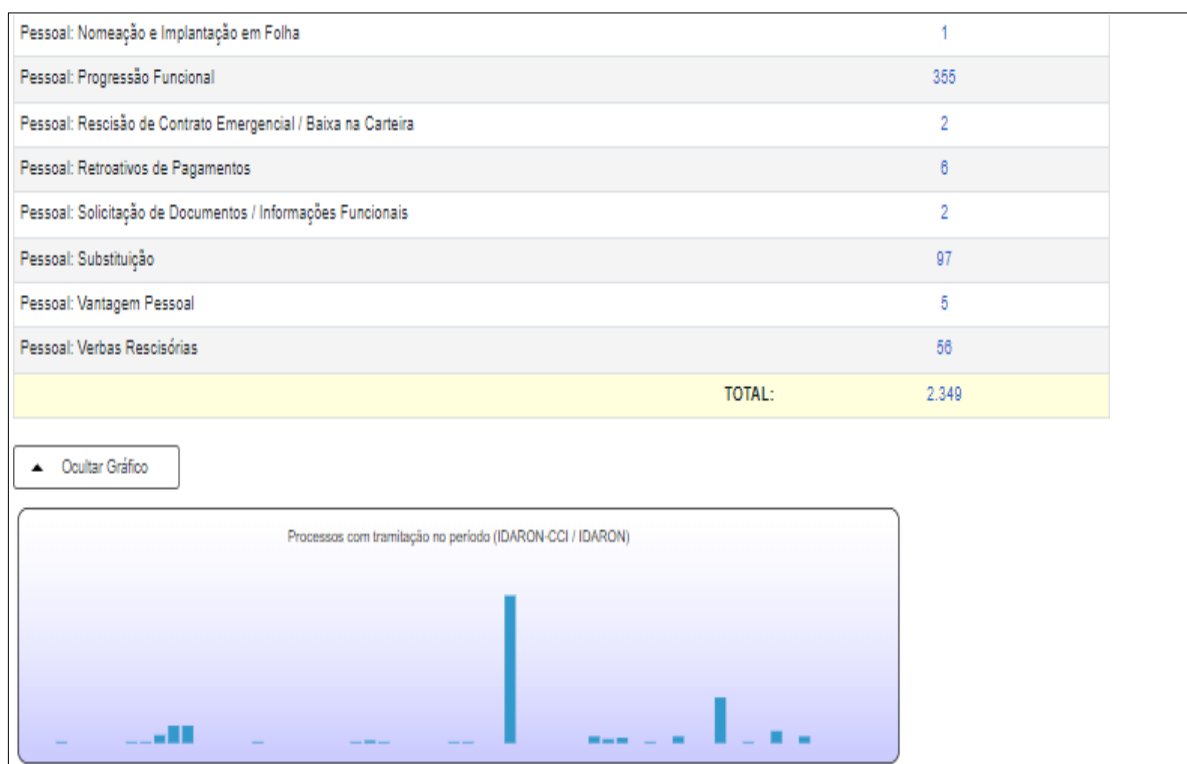 Pessoal: Nomeação e Implantação em Folha 1
Pessoal: Progressão Funcional 355
Pessoal: Rescisão de Contrato Emergencial / Baixa na Carteira 2
Pessoal: Retroativos de Pagamentos 6
Pessoal: Solicitação de Documentos / Informações Funcionais 2
Pessoal: Substituição 97
Pessoal: Vantagem Pessoal 5
Pessoal: Verbas Rescisórias 56
TOTAL: 2.349
Ocultar Gráfico
Processos com tramitação no período (IDARON-CCI / IDARON)